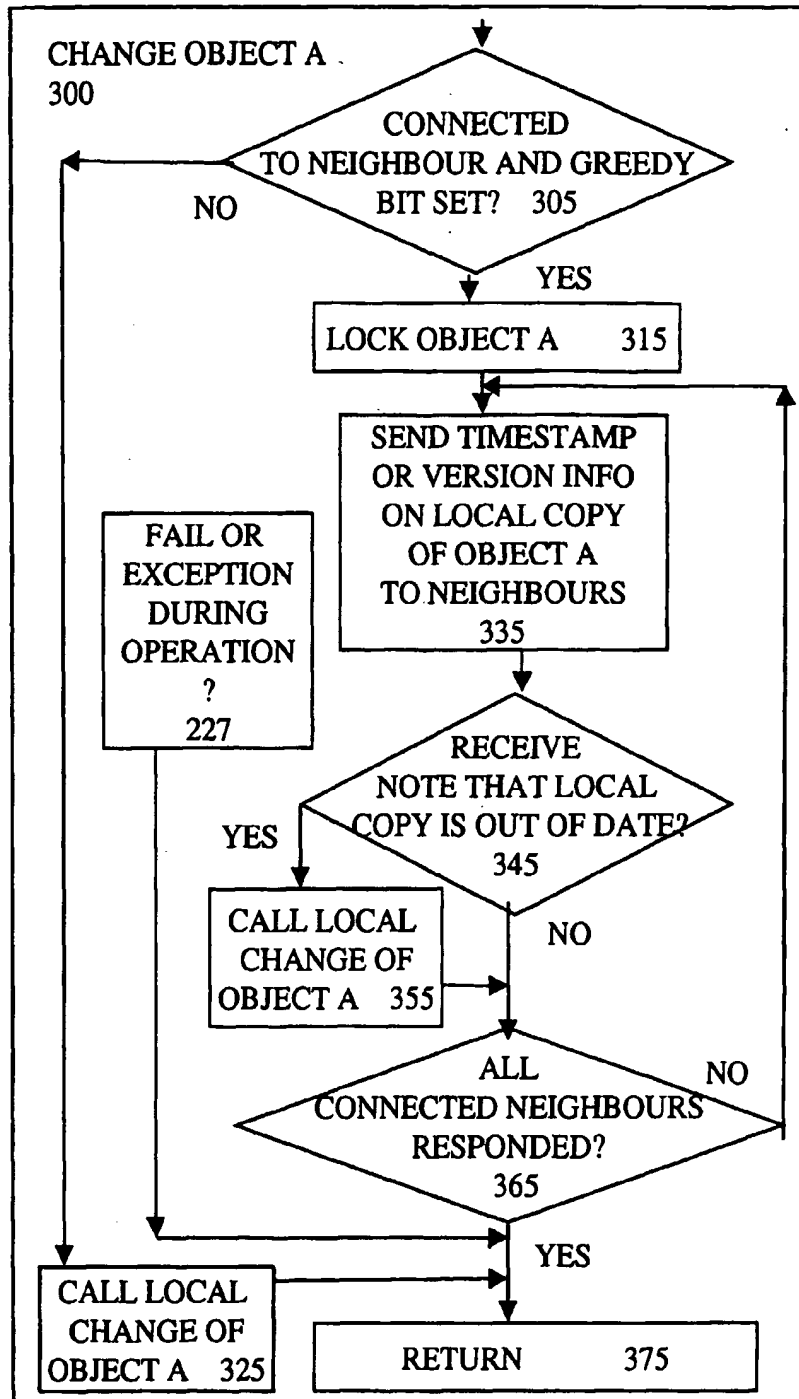 CHANGE OBJECT A
300
CONNECTED
TO NEIGHBOUR AND GREEDY
BIT SET? 305
NO
YES
LOCK OBJECT A 315
SEND TIMESTAMP
OR VERSION INFO
ON LOCAL COPY
OF OBJECT A
TO NEIGHBOURS
335
FAIL OR
EXCEPTION
DURING
OPERATION
?
227
RECEIVE
NOTE THAT LOCAL
COPY IS OUT OF DATE?
345
YES
NO
CALL LOCAL
CHANGE OF
OBJECT A 355
ALL
CONNECTED NEIGHBOURS
RESPONDED?
365
NO
YES
CALL LOCAL
CHANGE OF
OBJECT A 325
RETURN 375